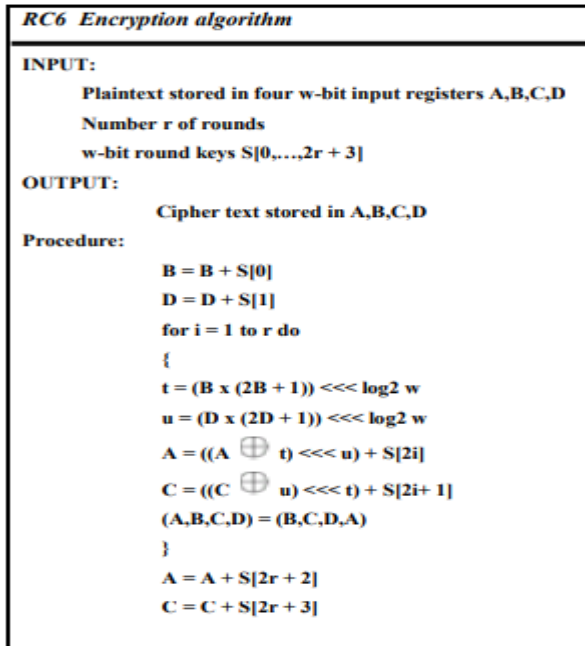 RC6 Encryption algorithm
INPUT:
Plaintext stored in four w-bit input registers A,B,C,D
Number r of rounds
w-bit round keys S[0,...,2r + 3]
OUTPUT:
Cipher text stored in A,B,C,D
Procedure:
B = B + S[0]
D = D + S[1]
for i = 1 to r do
{
t = (B x (2B + 1)) <<< log2 w
u = (D x (2D + 1)) <<< log2 w
A = ((A ⊕ t) <<< u) + S[2i]
C = ((C ⊕ u) <<< t) + S[2i+ 1]
(A,B,C,D) = (B,C,D,A)
}
A = A + S[2r + 2]
C = C + S[2r + 3]